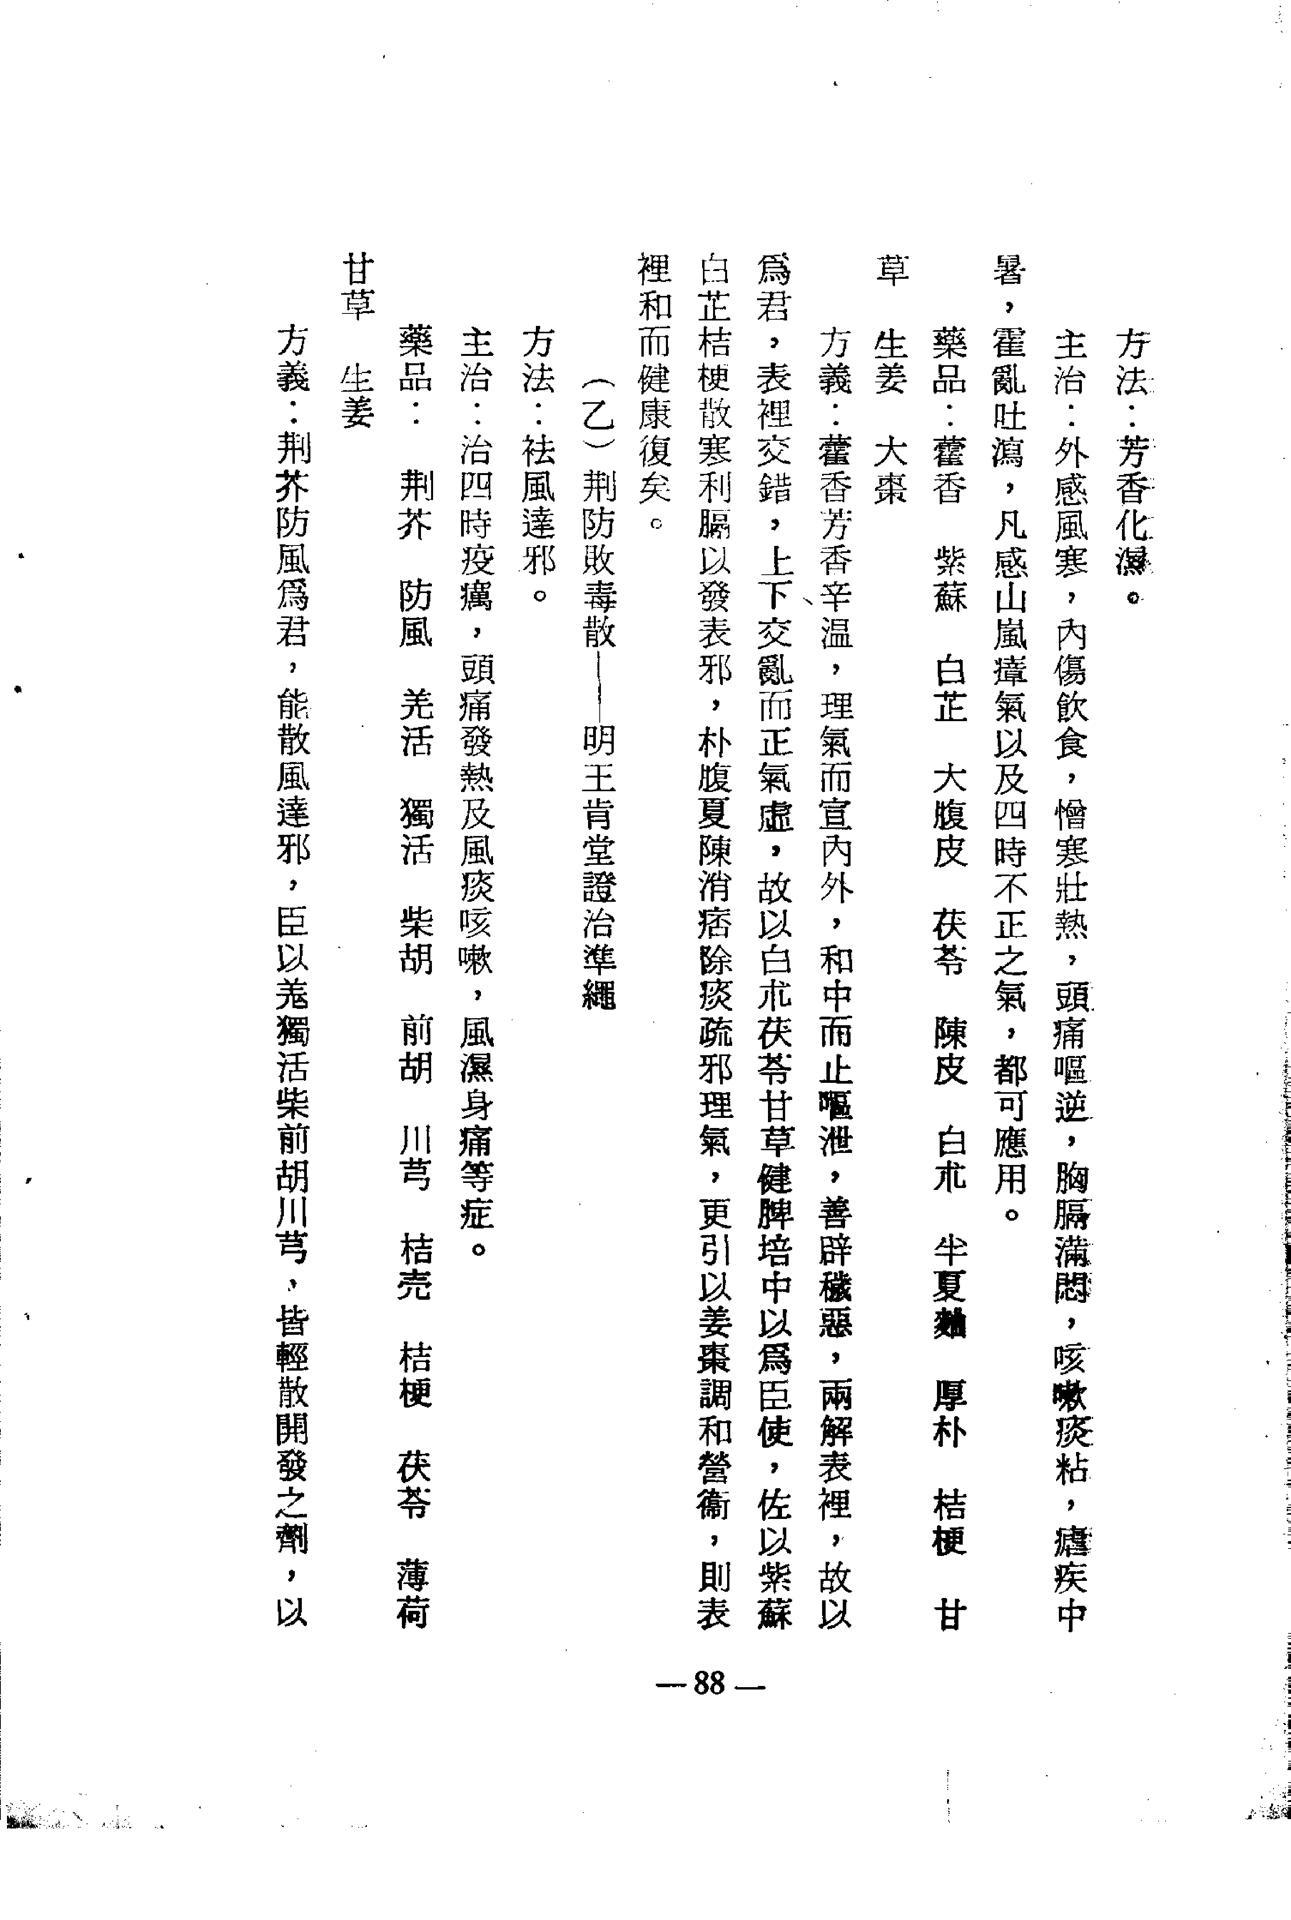 方法：芳香化濕。
主治：外感風寒，內傷飲食，憎寒壯熱，頭痛嘔逆，胸膈滿悶，咳嗽痰粘，瘧疾中
暑，霍亂吐瀉，凡感山嵐瘴氣以及四時不正之氣，都可應用。
藥品：藿香　紫蘇　白芷　大腹皮　茯苓　陳皮　白朮　半夏麯　厚朴　桔梗　甘
草　生姜　大棗
方義：藿香芳香辛温，理氣而宣內外，和中而止嘔泄，善辟穢惡，兩解表裡，故以
爲君，表裡交錯，上下交亂而正氣虛，故以白朮茯苓甘草健脾培中以爲臣使，佐以紫蘇
白芷桔梗散寒利膈以發表邪，朴腹夏陳消痞除痰疏邪理氣，更引以姜棗調和營衞，則表
裡和而健康復矣。
（乙）荆防敗毒散——明王肯堂證治準繩
方法：祛風達邪。
主治：治四時疫癘，頭痛發熱及風痰咳嗽，風濕身痛等症。
藥品：　荆芥　防風　羌活　獨活　柴胡　前胡　川芎　桔壳　桔梗　茯苓　薄荷
甘草　生姜
方義：荆芥防風爲君，能散風達邪，臣以羗獨活柴前胡川芎，皆輕散開發之劑，以
—88—